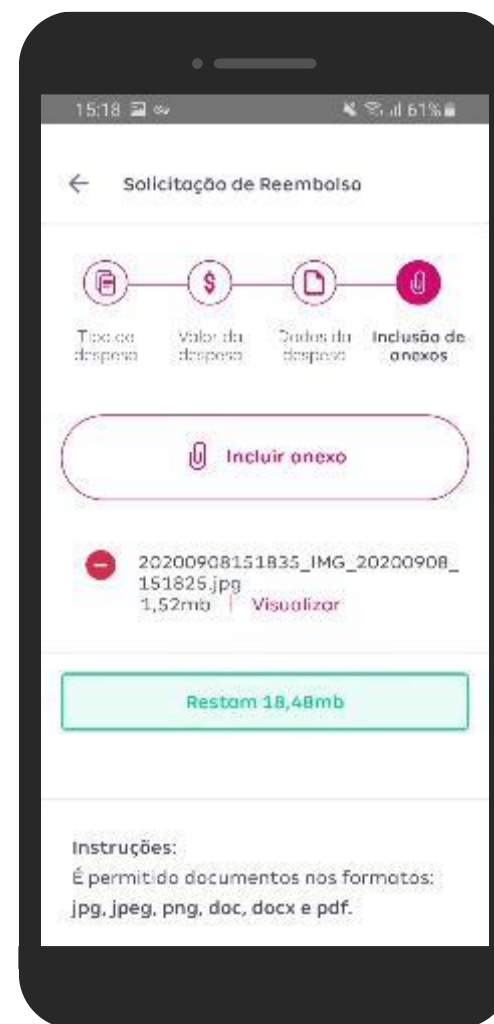 15:18 61%
Solicitação de Reembolso
Tipo de despesa
Valor da despesa
Dados da despesa
Inclusão de anexos
Incluir anexo
20200908151835_IMG_20200908_
151825.jpg
1,52mb | Visualizar
Restam 18,48mb
Instruções:
É permitido documentos nos formatos:
jpg, jpeg, png, doc, docx e pdf.